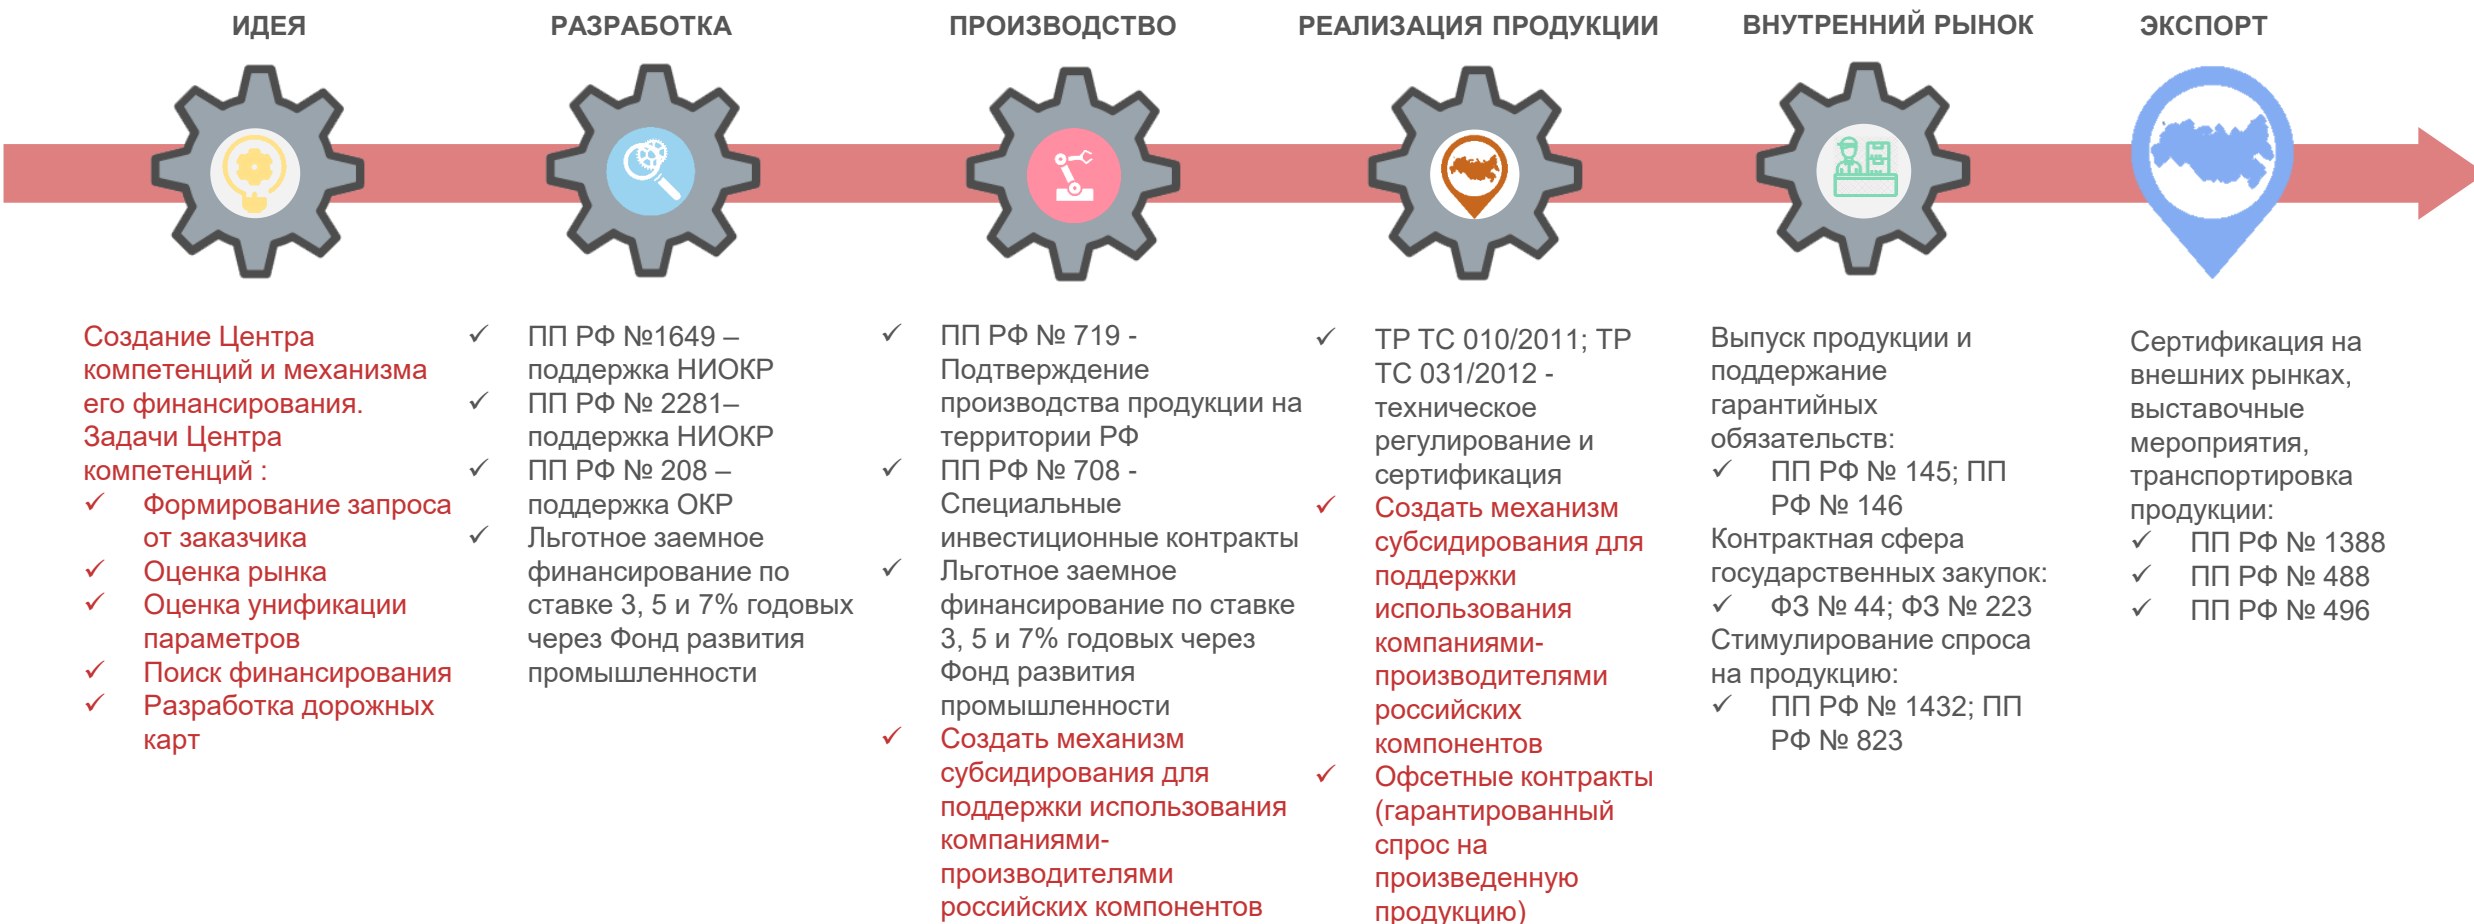 ИДЕЯ
РАЗРАБОТКА
ПРОИЗВОДСТВО
РЕАЛИЗАЦИЯ ПРОДУКЦИИ
ВНУТРЕННИЙ РЫНОК
ЭКСПОРТ
Создание Центра
компетенций и механизма
его финансирования.
Задачи Центра
компетенций :
✓ Формирование запроса
от заказчика
✓ Оценка рынка
✓ Оценка унификации
параметров
✓ Поиск финансирования
✓ Разработка дорожных
карт
✓ ПП РФ №1649 –
поддержка НИОКР
✓ ПП РФ № 2281–
поддержка НИОКР
✓ ПП РФ № 208 –
поддержка ОКР
✓ Льготное заемное
финансирование по
ставке 3, 5 и 7% годовых
через Фонд развития
промышленности
✓ ПП РФ № 719 -
Подтверждение
производства продукции на
территории РФ
✓ ПП РФ № 708 -
Специальные
инвестиционные контракты
✓ Льготное заемное
финансирование по ставке
3, 5 и 7% годовых через
Фонд развития
промышленности
✓ Создать механизм
субсидирования для
поддержки использования
компаниями-
производителями
российских компонентов
✓ ТР ТС 010/2011; ТР
ТС 031/2012 -
техническое
регулирование и
сертификация
✓ Создать механизм
субсидирования для
поддержки
использования
компаниями-
производителями
российских
компонентов
✓ Офсетные контракты
(гарантированный
спрос на
произведенную
продукцию)
Выпуск продукции и
поддержание
гарантийных
обязательств:
✓ ПП РФ № 145; ПП
РФ № 146
Контрактная сфера
государственных закупок:
✓ ФЗ № 44; ФЗ № 223
Стимулирование спроса
на продукцию:
✓ ПП РФ № 1432; ПП
РФ № 823
Сертификация на
внешних рынках,
выставочные
мероприятия,
транспортировка
продукции:
✓ ПП РФ № 1388
✓ ПП РФ № 488
✓ ПП РФ № 496